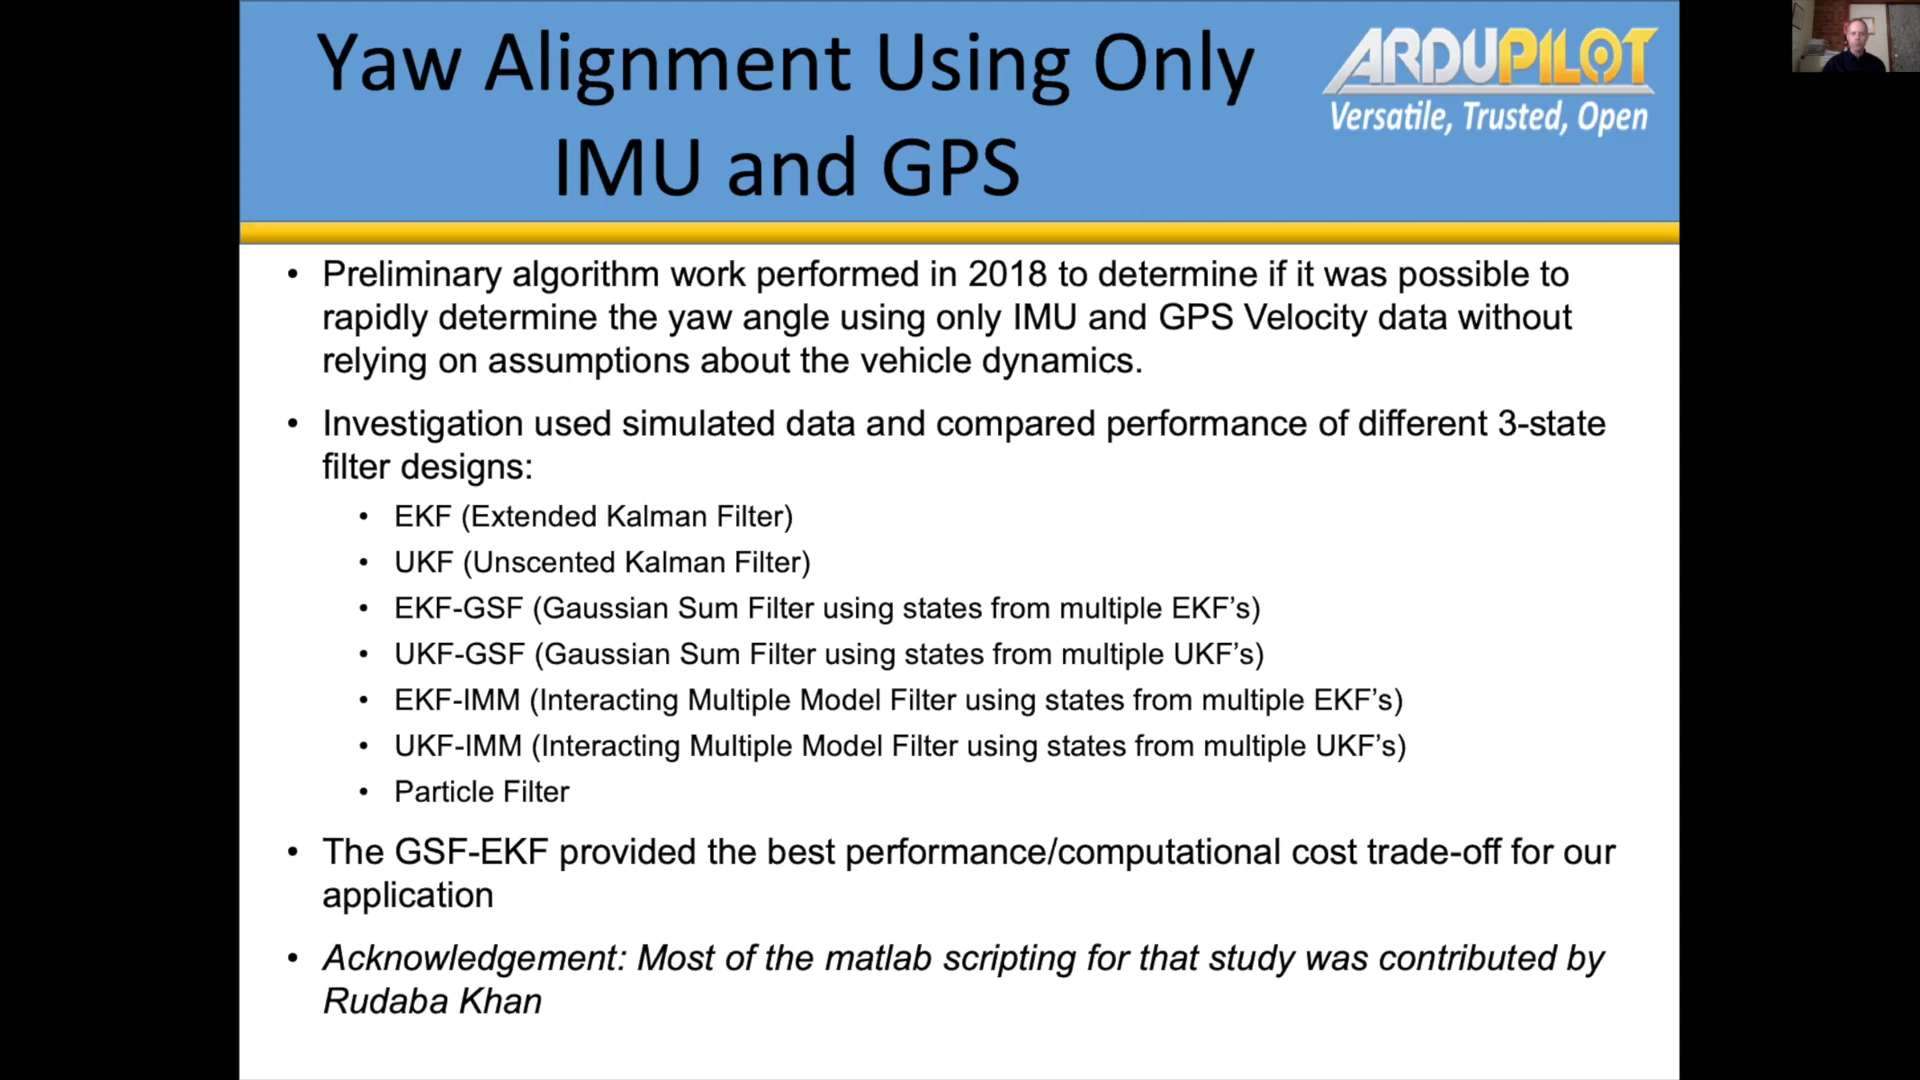 Yaw Alignment Using Only
IMU and GPS
ARDUPILOT
Versatile, Trusted, Open
• Preliminary algorithm work performed in 2018 to determine if it was possible to
rapidly determine the yaw angle using only IMU and GPS Velocity data without
relying on assumptions about the vehicle dynamics.
• Investigation used simulated data and compared performance of different 3-state
filter designs:
• EKF (Extended Kalman Filter)
• UKF (Unscented Kalman Filter)
• EKF-GSF (Gaussian Sum Filter using states from multiple EKF’s)
• UKF-GSF (Gaussian Sum Filter using states from multiple UKF’s)
• EKF-IMM (Interacting Multiple Model Filter using states from multiple EKF’s)
• UKF-IMM (Interacting Multiple Model Filter using states from multiple UKF’s)
• Particle Filter
• The GSF-EKF provided the best performance/computational cost trade-off for our
application
• Acknowledgement: Most of the matlab scripting for that study was contributed by
Rudaba Khan